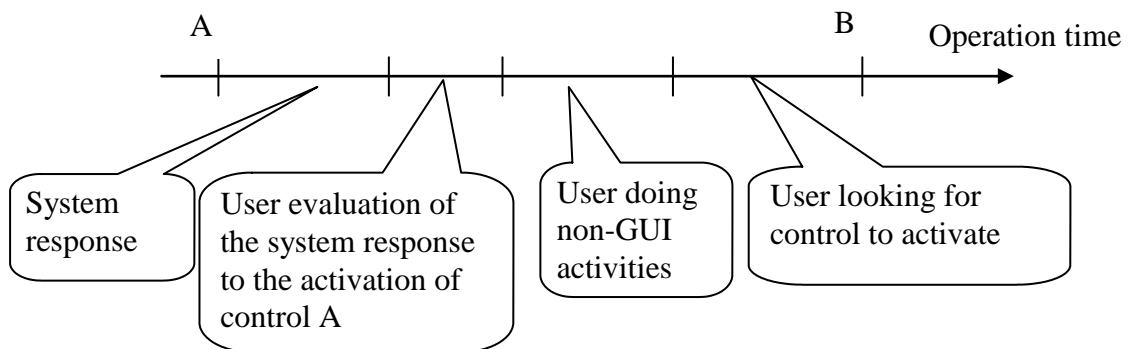 A
B
Operation time
System
response
User evaluation of
the system response
to the activation of
control A
User doing
non-GUI
activities
User looking for
control to activate